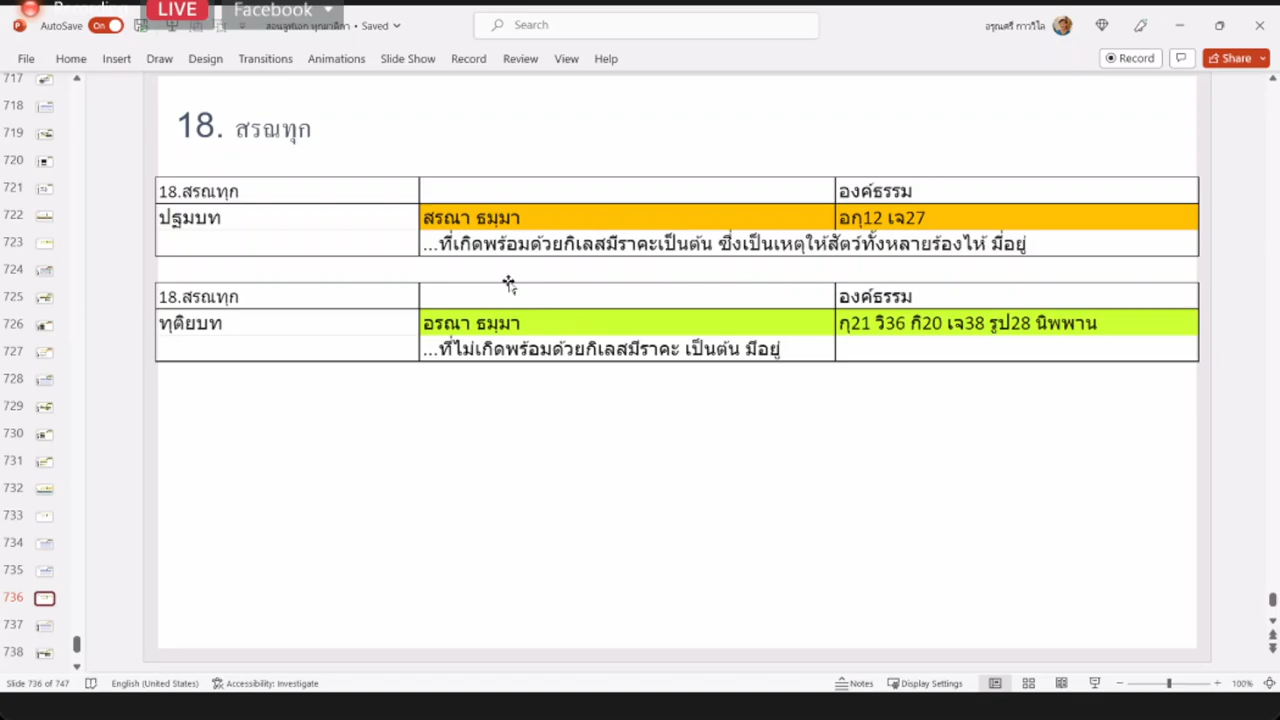 LIVE
Facebook
AutoSave On
• Saved
Search
อรุณศรี กาวิวิไล
File Home Insert Draw Design Transitions Animations Slide Show Record Review View Help
Record
Share
717
718
719
720
721
722
723
724
725
726
727
728
729
730
731
732
733
734
735
736
737
738
18. สรณทุก
18.สรณทุก องค์ธรรม
ปฐมบท สรณา ธมฺมา อกุ12 เจ27
...ที่เกิดพร้อมด้วยกิเลสมีราคะเป็นต้น ซึ่งเป็นเหตุให้สัตว์ทั้งหลายร้องไห้ มีอยู่
18.สรณทุก องค์ธรรม
ทุติยบท อรณา ธมฺมา กุ21 วิ36 กิ20 เจ38 รูป28 นิพพาน
...ที่ไม่เกิดพร้อมด้วยกิเลสมีราคะ เป็นต้น มีอยู่
Slide 736 of 747 English (United States) Accessibility: Investigate Notes Display Settings 100%